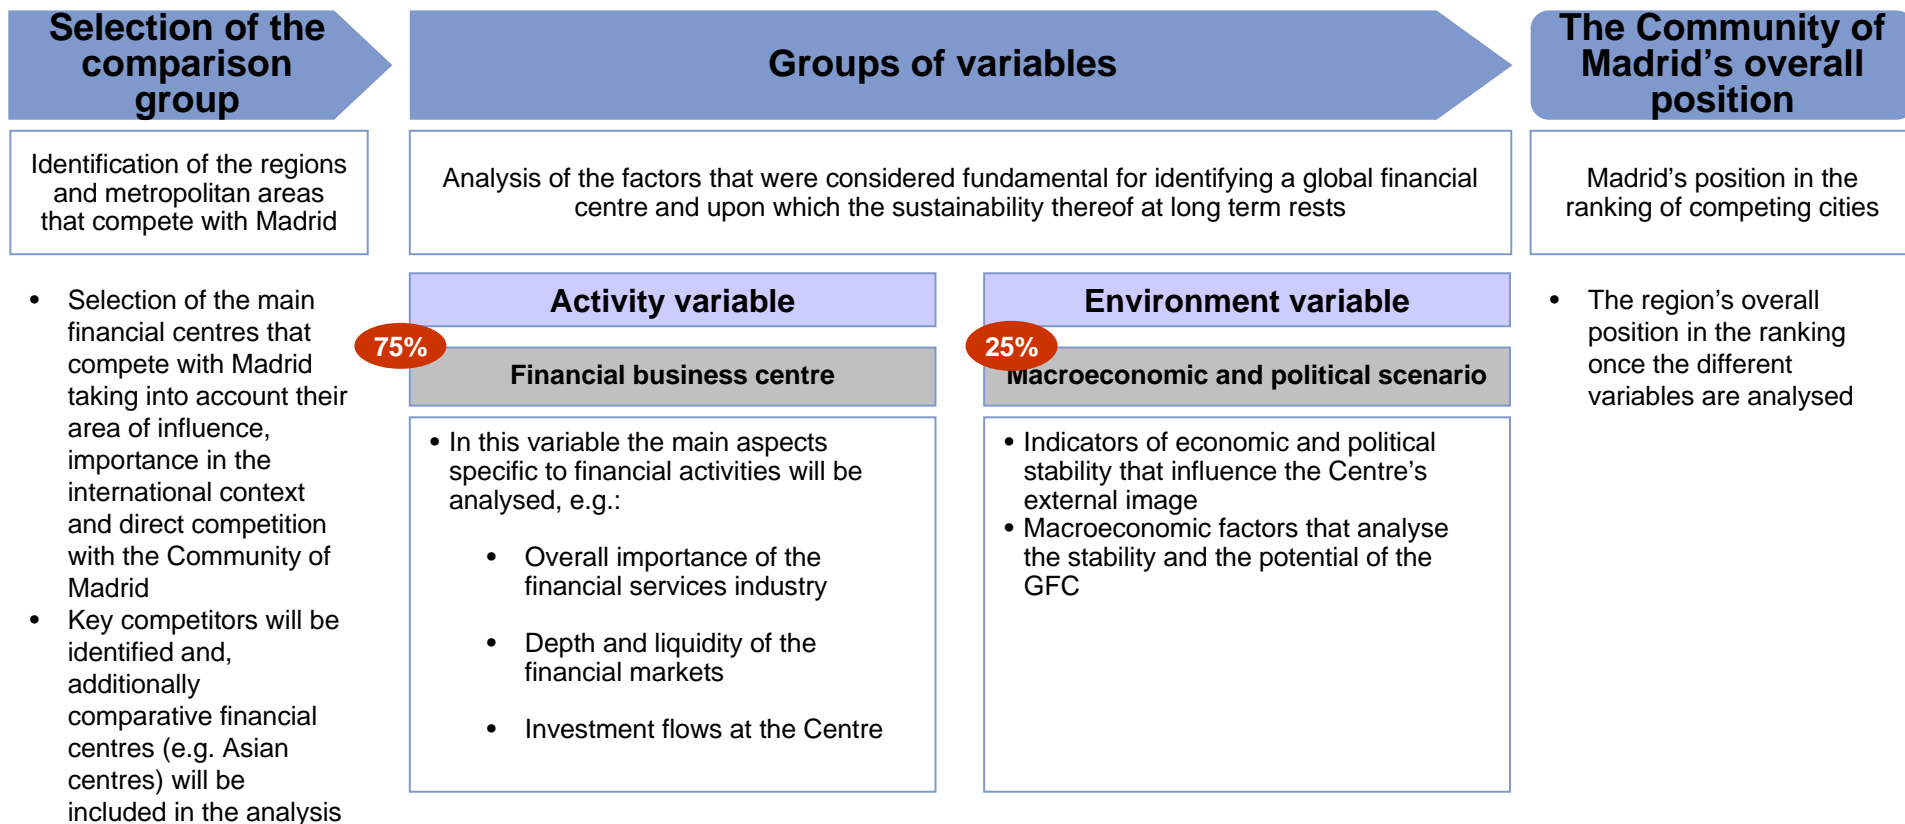 Selection of the
comparison
group
Groups of variables
The Community of
Madrid's overall
position
Identification of the regions
and metropolitan areas
that compete with Madrid
Analysis of the factors that were considered fundamental for identifying a global financial
centre and upon which the sustainability thereof at long term rests
Madrid's position in the
ranking of competing cities
• Selection of the main
financial centres that
compete with Madrid
taking into account their
area of influence,
importance in the
international context
and direct competition
with the Community of
Madrid
• Key competitors will be
identified and,
additionally
comparative financial
centres (e.g. Asian
centres) will be
included in the analysis
Activity variable
75%
Financial business centre
• In this variable the main aspects
specific to financial activities will be
analysed, e.g.:
• Overall importance of the
financial services industry
• Depth and liquidity of the
financial markets
• Investment flows at the Centre
Environment variable
25%
Macroeconomic and political scenario
• Indicators of economic and political
stability that influence the Centre's
external image
• Macroeconomic factors that analyse
the stability and the potential of the
GFC
• The region's overall
position in the ranking
once the different
variables are analysed